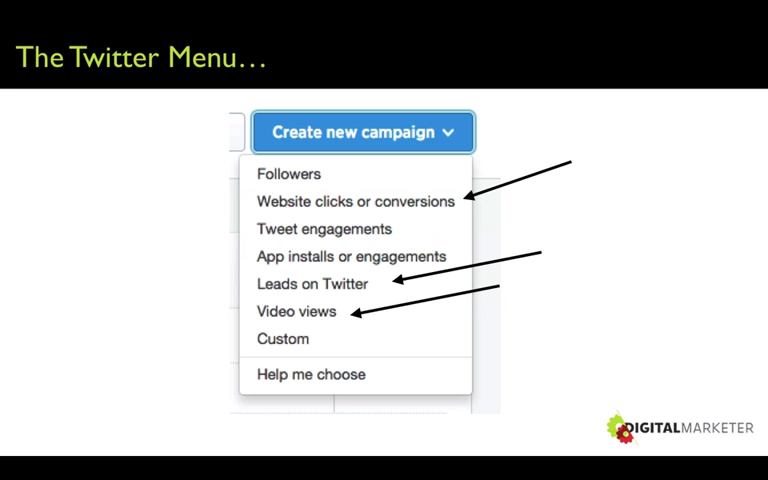 The Twitter Menu…
Create new campaign
Followers
Website clicks or conversions
Tweet engagements
App installs or engagements
Leads on Twitter
Video views
Custom
Help me choose
DIGITALMARKETER